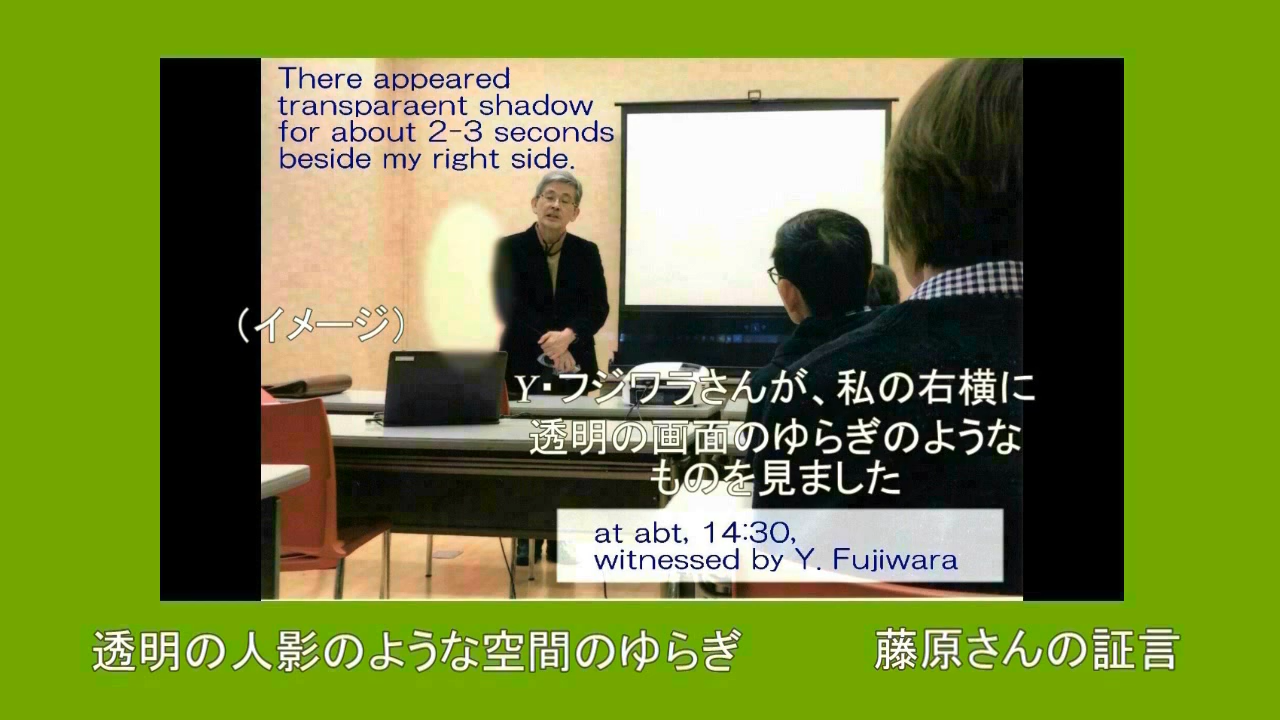 There appeared
transparaent shadow
for about 2-3 seconds
beside my right side.
（イメージ）
Y・フジワラさんが、私の右横に
透明の画面のゆらぎのような
ものを見ました
at abt, 14:30,
witnessed by Y. Fujiwara
透明の人影のような空間のゆらぎ
藤原さんの証言